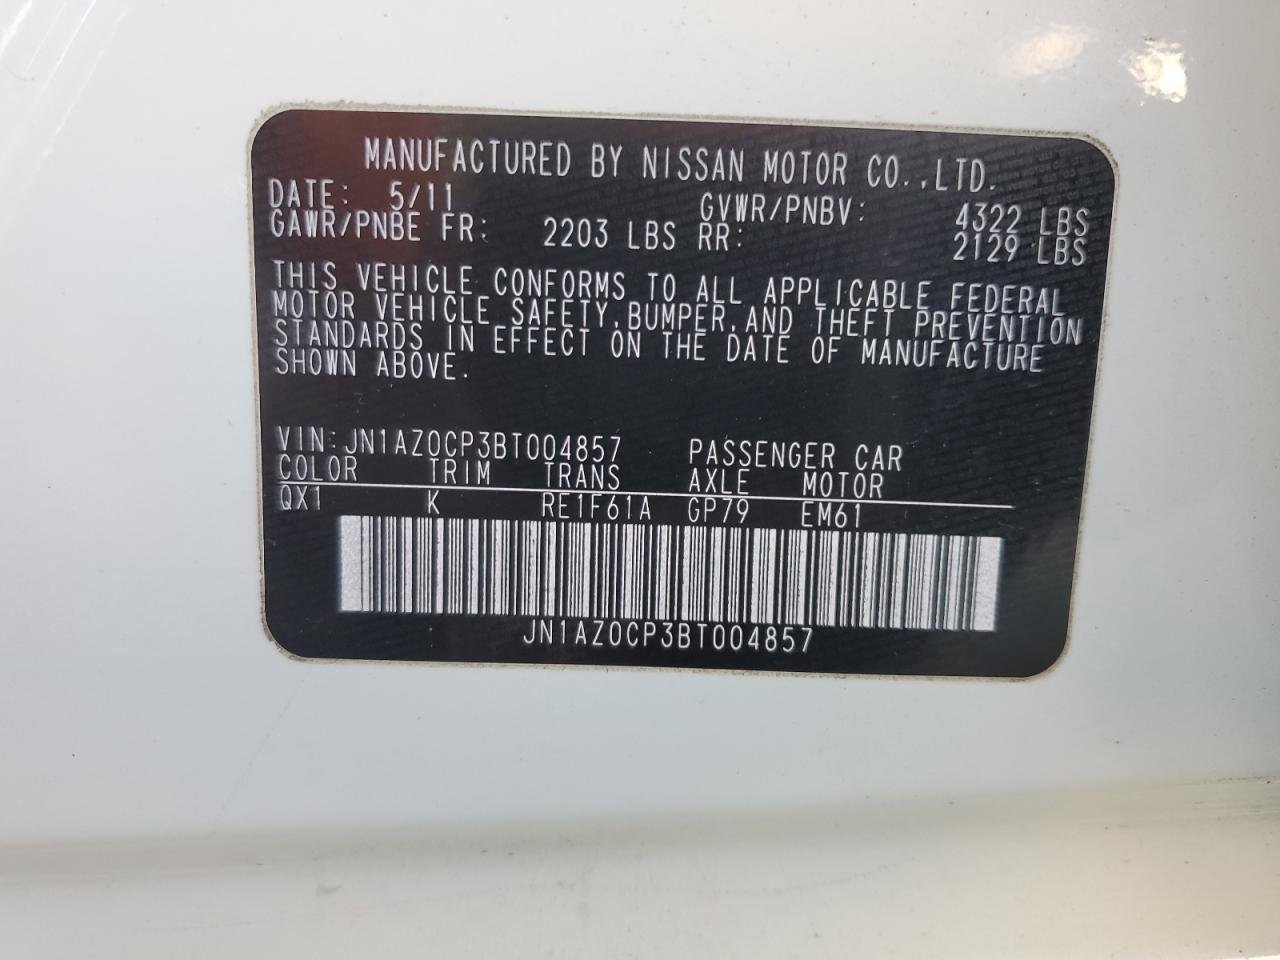 MANUFACTURED BY NISSAN MOTOR CO.,LTD.
DATE: 5/11 GVWR/PNBV: 4322 LBS
GAWR/PNBE FR: 2203 LBS RR: 2129 LBS
THIS VEHICLE CONFORMS TO ALL APPLICABLE FEDERAL
MOTOR VEHICLE SAFETY,BUMPER,AND THEFT PREVENTION
STANDARDS IN EFFECT ON THE DATE OF MANUFACTURE
SHOWN ABOVE.
VIN:JN1AZ0CP3BT004857 PASSENGER CAR
COLOR TRIM TRANS AXLE MOTOR
QX1 K RE1F61A GP79 EM61
JN1AZ0CP3BT004857